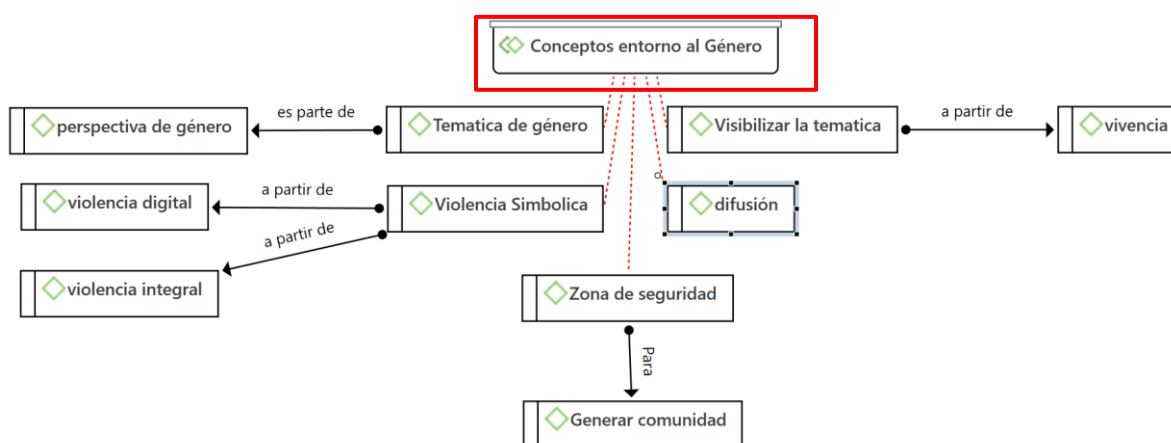 Conceptos entorno al Género
perspectiva de género
es parte de
Tematica de género
Visibilizar la tematica
a partir de
vivencia
violencia digital
a partir de
Violencia Simbolica
difusión
a partir de
violencia integral
Zona de seguridad
Para
Generar comunidad